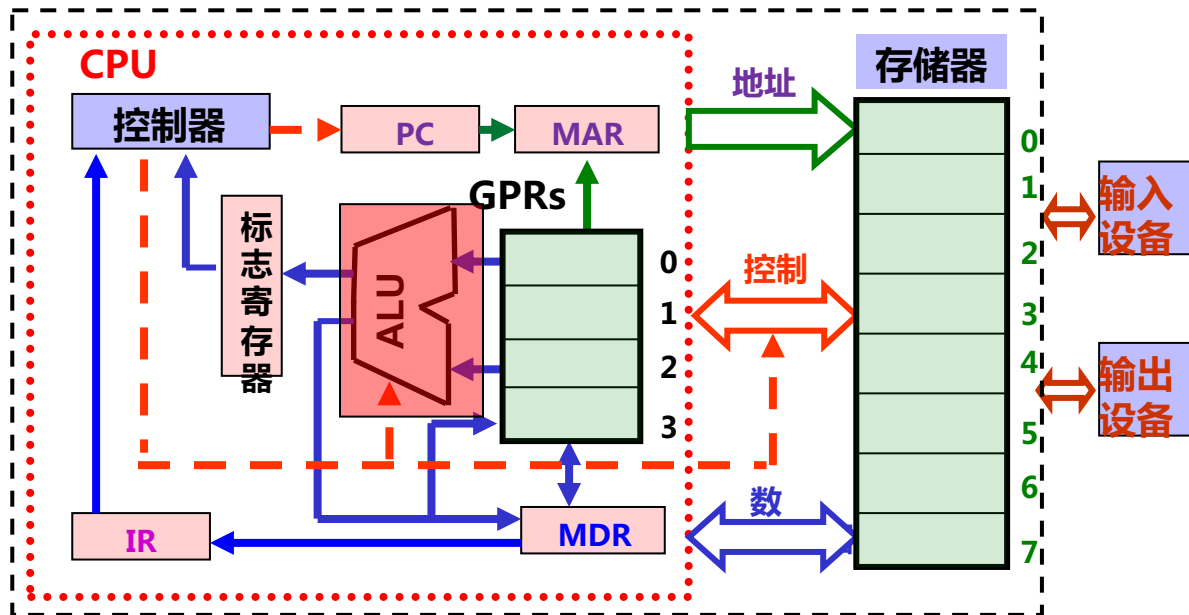 CPU
存储器
地址
控制器
PC
MAR
0
1
2
3
4
5
6
7
输入
设备
GPRs
标
志
寄
存
器
ALU
0
1
2
3
控制
输出
设备
数
IR
MDR